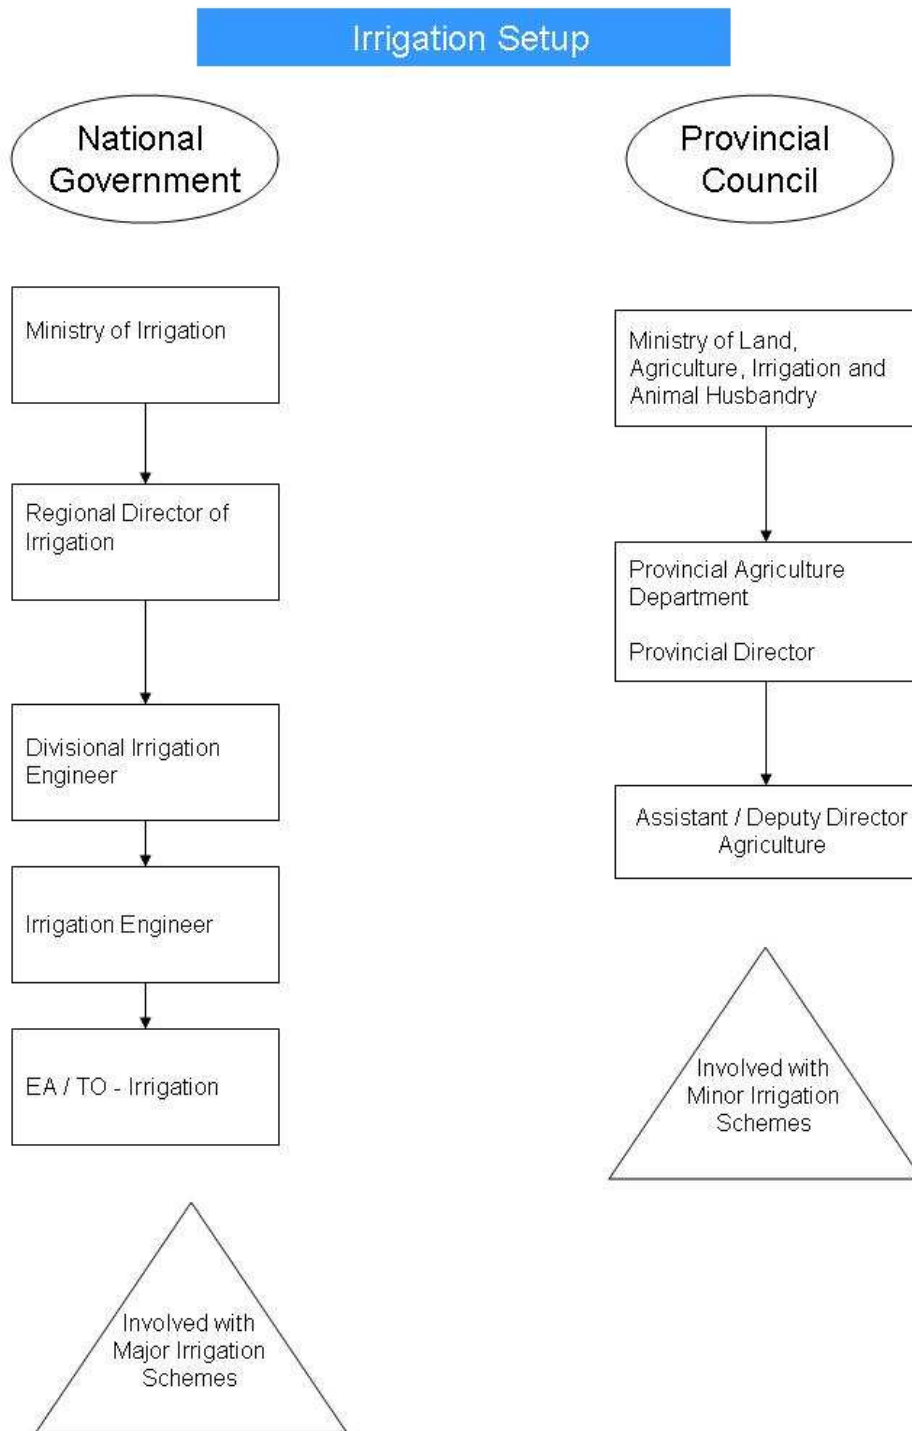 Irrigation Setup
National
Government
Provincial
Council
Ministry of Irrigation
Regional Director of
Irrigation
Divisional Irrigation
Engineer
Irrigation Engineer
EA / TO - Irrigation
Involved with
Major Irrigation
Schemes
Ministry of Land,
Agriculture, Irrigation and
Animal Husbandry
Provincial Agriculture
Department
Provincial Director
Assistant / Deputy Director
Agriculture
Involved with
Minor Irrigation
Schemes